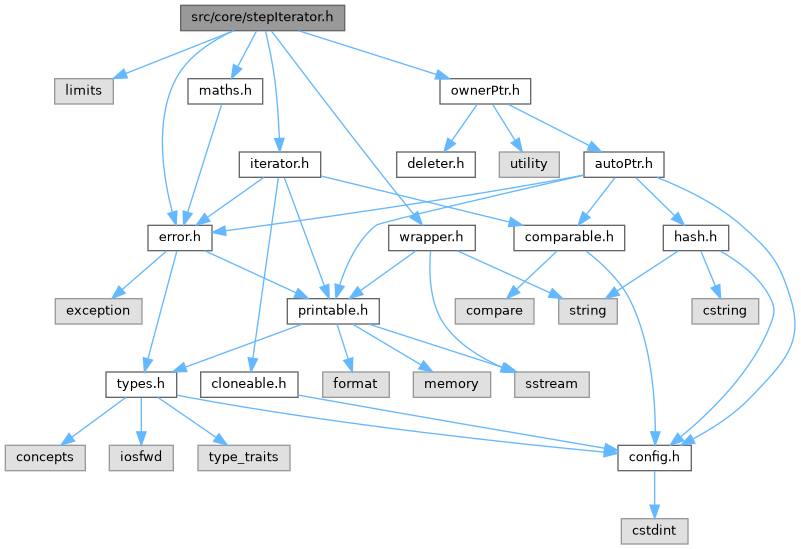 src/core/stepIterator.h
limits
maths.h
ownerPtr.h
iterator.h
deleter.h
utility
autoPtr.h
error.h
wrapper.h
comparable.h
hash.h
exception
printable.h
compare
string
cstring
types.h
cloneable.h
format
memory
sstream
concepts
iosfwd
type_traits
config.h
cstdint